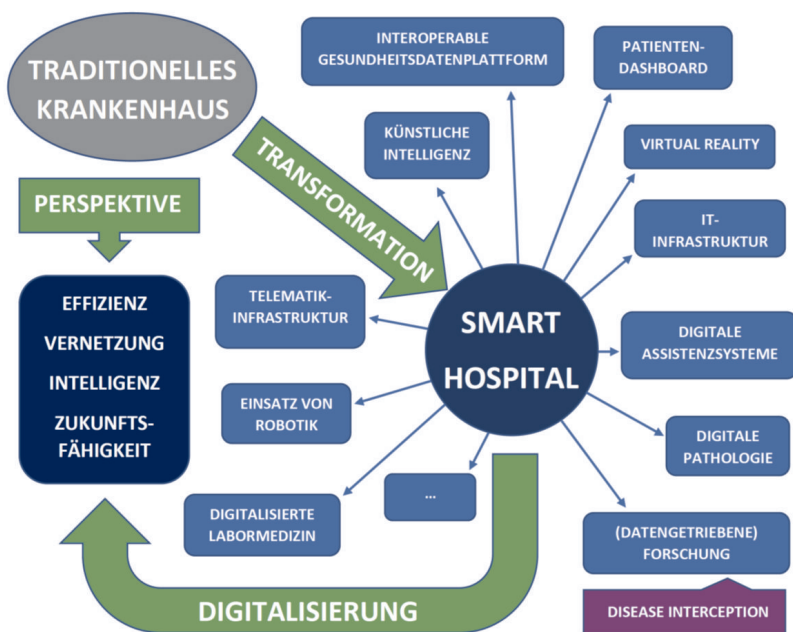 TRADITIONELLES
KRANKENHAUS
INTEROPERABLE
GESUNDHEITSDATENPLATTFORM
PATIENTEN-
DASHBOARD
KÜNSTLICHE
INTELLIGENZ
TRANSFORMATION
VIRTUAL REALITY
PERSPEKTIVE
IT-
INFRASTRUKTUR
EFFIZIENZ
VERNETZUNG
INTELLIGENZ
ZUKUNFTS-
FÄHIGKEIT
TELEMATIK-
INFRASTRUKTUR
SMART
HOSPITAL
DIGITALE
ASSISTENZSYSTEME
EINSATZ VON
ROBOTIK
DIGITALE
PATHOLOGIE
DIGITALISIERTE
LABORMEDIZIN
...
(DATENGETRIEBENE)
FORSCHUNG
DIGITALISIERUNG
DISEASE INTERCEPTION